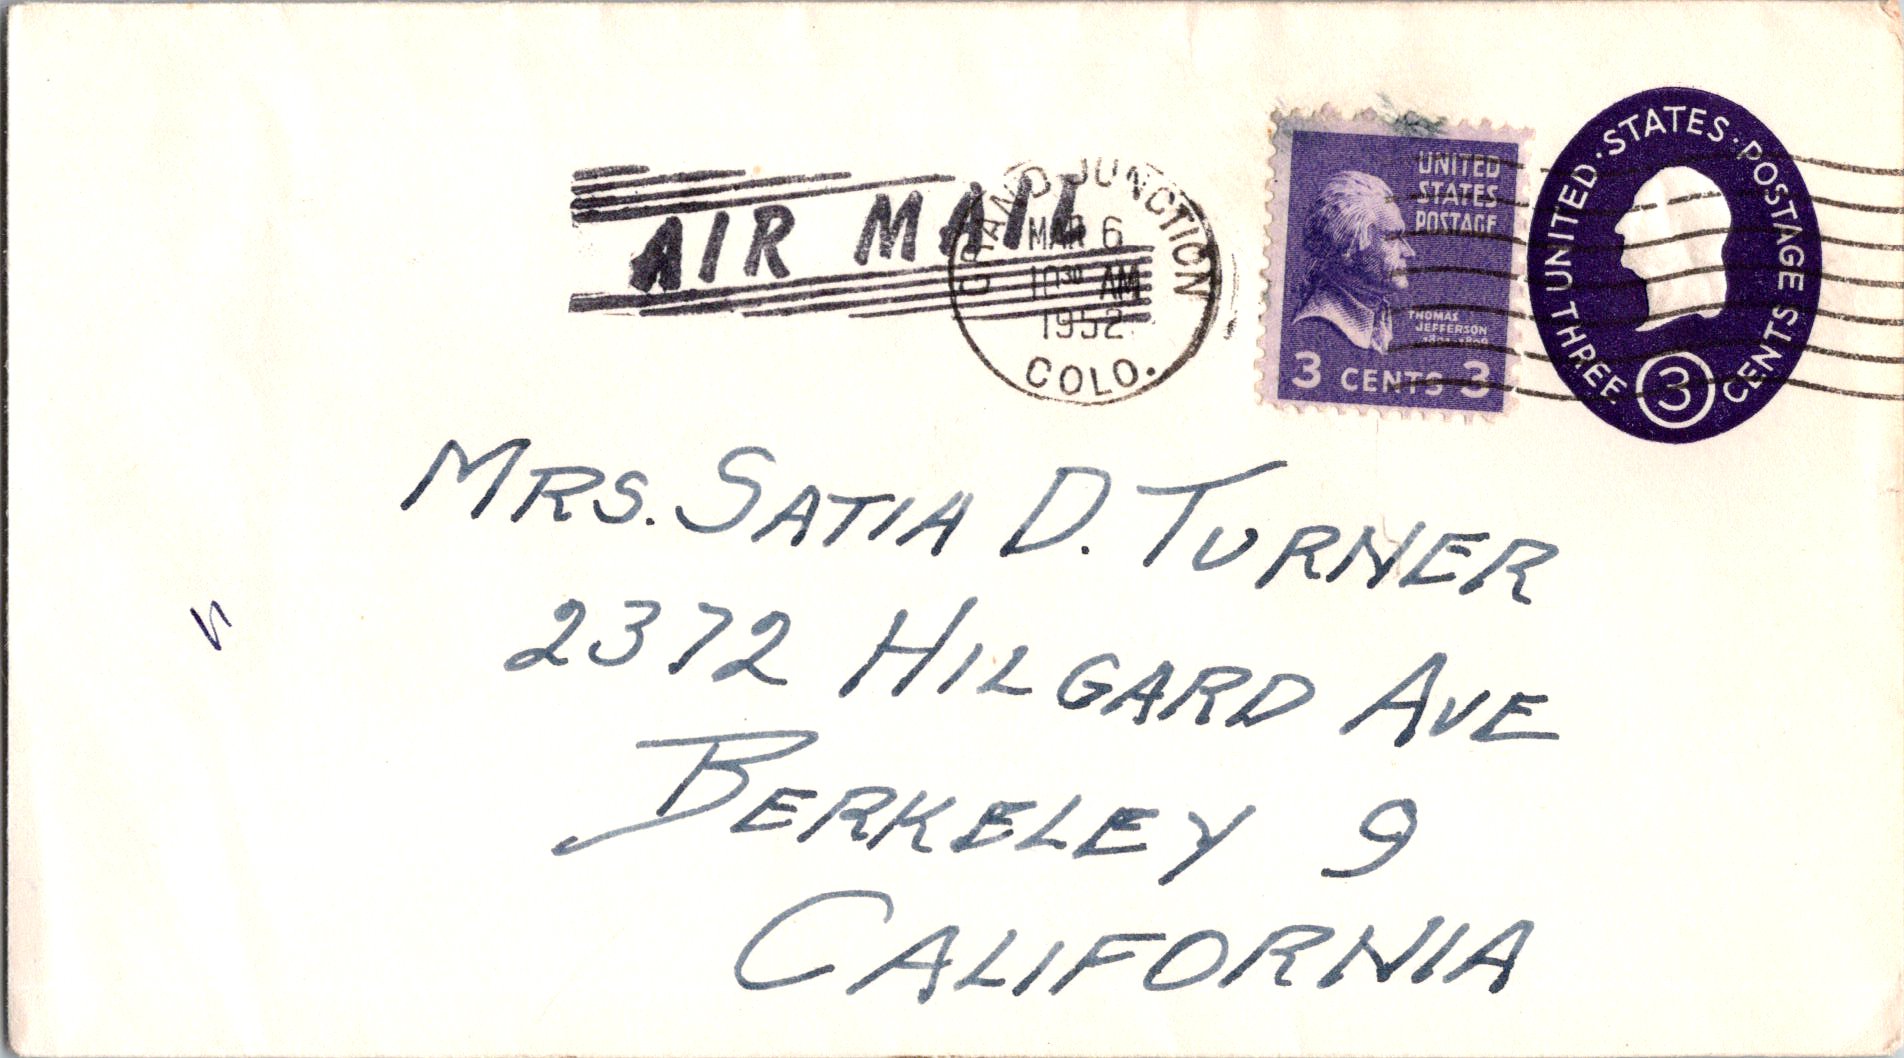 AIR MAIL
GRAND JUNCTION
MAR 6
10³⁰ AM
1952
COLO.
UNITED
STATES
POSTAGE
THOMAS
JEFFERSON
3 CENTS 3
UNITED · STATES · POSTAGE
THREE 3 CENTS
MRS. SATIA D. TURNER
2372 HILGARD AVE
BERKELEY 9
CALIFORNIA